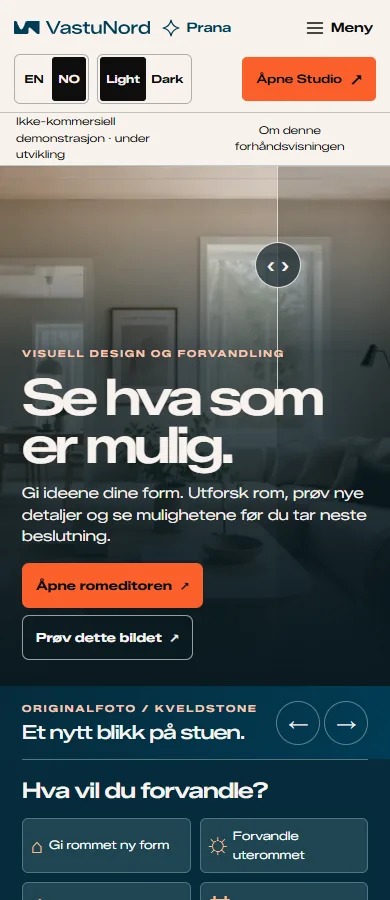 VastuNord Prana
Meny
EN NO Light Dark
Åpne Studio ↗
Ikke-kommersiell
demonstrasjon · under
utvikling
Om denne
forhåndsvisningen
VISUELL DESIGN OG FORVANDLING
Se hva som
er mulig.
Gi ideene dine form. Utforsk rom, prøv nye
detaljer og se mulighetene før du tar neste
beslutning.
Åpne romeditoren ↗
Prøv dette bildet ↗
ORIGINALFOTO / KVELDSTONE
Et nytt blikk på stuen.
← →
Hva vil du forvandle?
Gi rommet ny form
Forvandle
uterommet